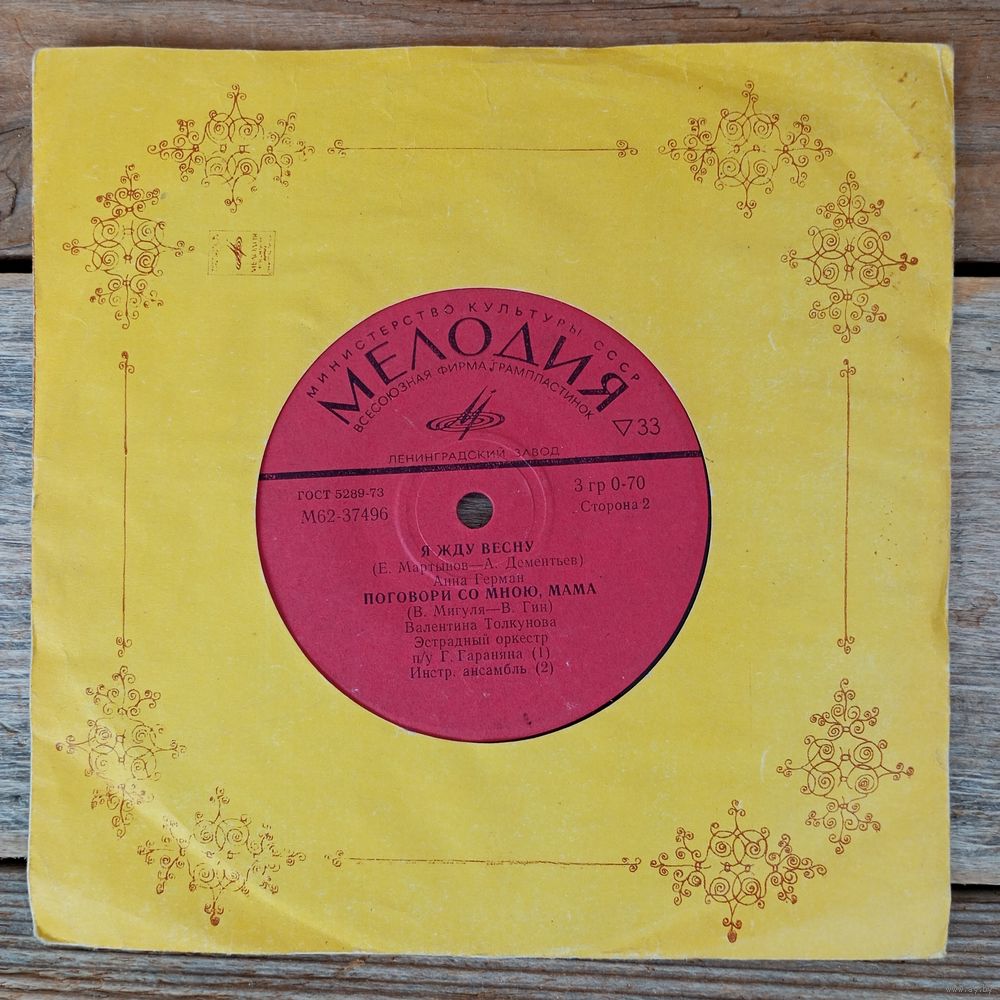 МИНИСТЕРСТВО КУЛЬТУРЫ СССР
МЕЛОДИЯ
ВСЕСОЮЗНАЯ ФИРМА ГРАМПЛАСТИНОК
▽33
ЛЕНИНГРАДСКИЙ ЗАВОД
ГОСТ 5289-73
М62-37496
3 гр 0-70
Сторона 2
Я ЖДУ ВЕСНУ
(Е. Мартынов—А. Дементьев)
Анна Герман
ПОГОВОРИ СО МНОЮ, МАМА
(В. Мигуля—В. Гин)
Валентина Толкунова
Эстрадный оркестр
п/у Г. Гараняна (1)
Инстр. ансамбль (2)